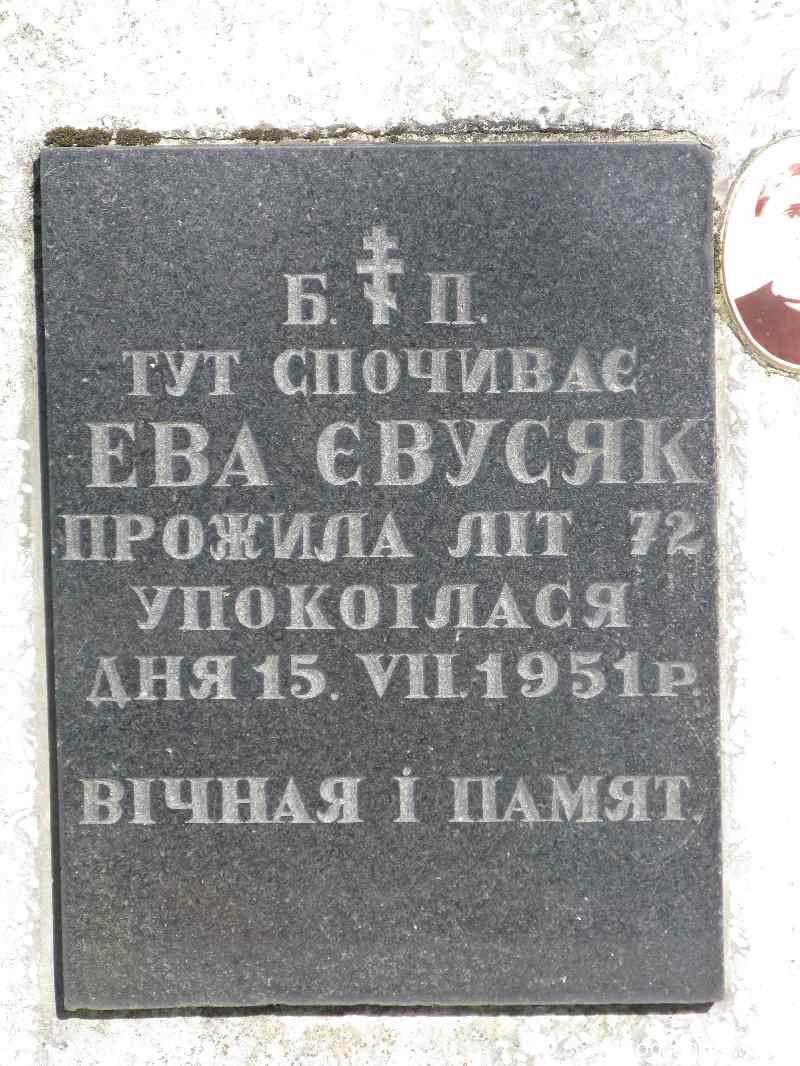 Б. П.
ТУТ СПОЧИВАЄ
ЕВА ЄВУСЯК
ПРОЖИЛА ЛІТ 72
УПОКОІЛАСЯ
ДНЯ 15. VII.1951 Р.
ВІЧНАЯ І ПАМЯТ.